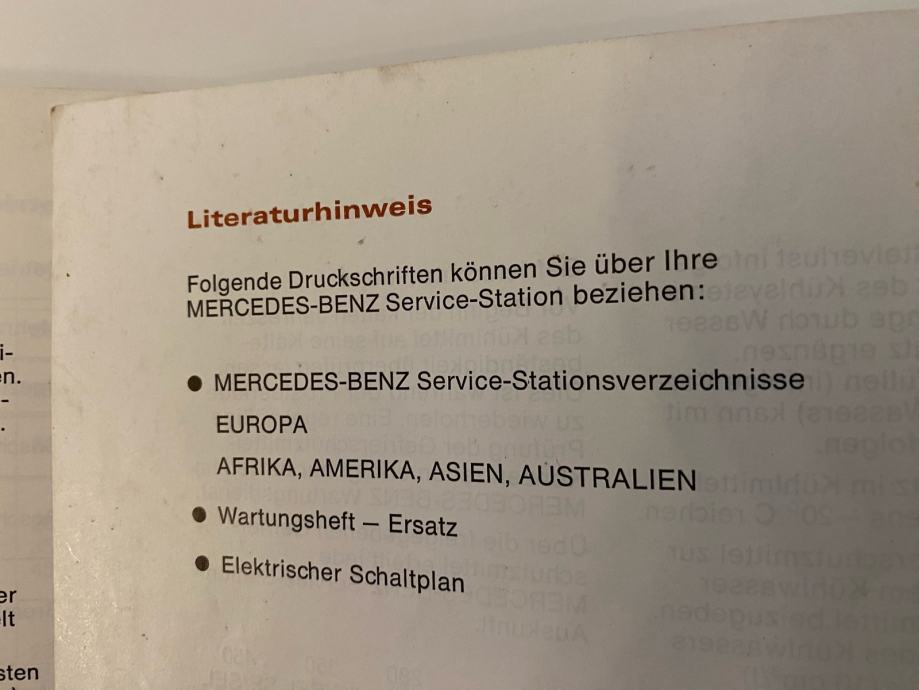 Literaturhinweis
Folgende Druckschriften können Sie über Ihre
MERCEDES-BENZ Service-Station beziehen:
● MERCEDES-BENZ Service-Stationsverzeichnisse
EUROPA
AFRIKA, AMERIKA, ASIEN, AUSTRALIEN
● Wartungsheft – Ersatz
● Elektrischer Schaltplan